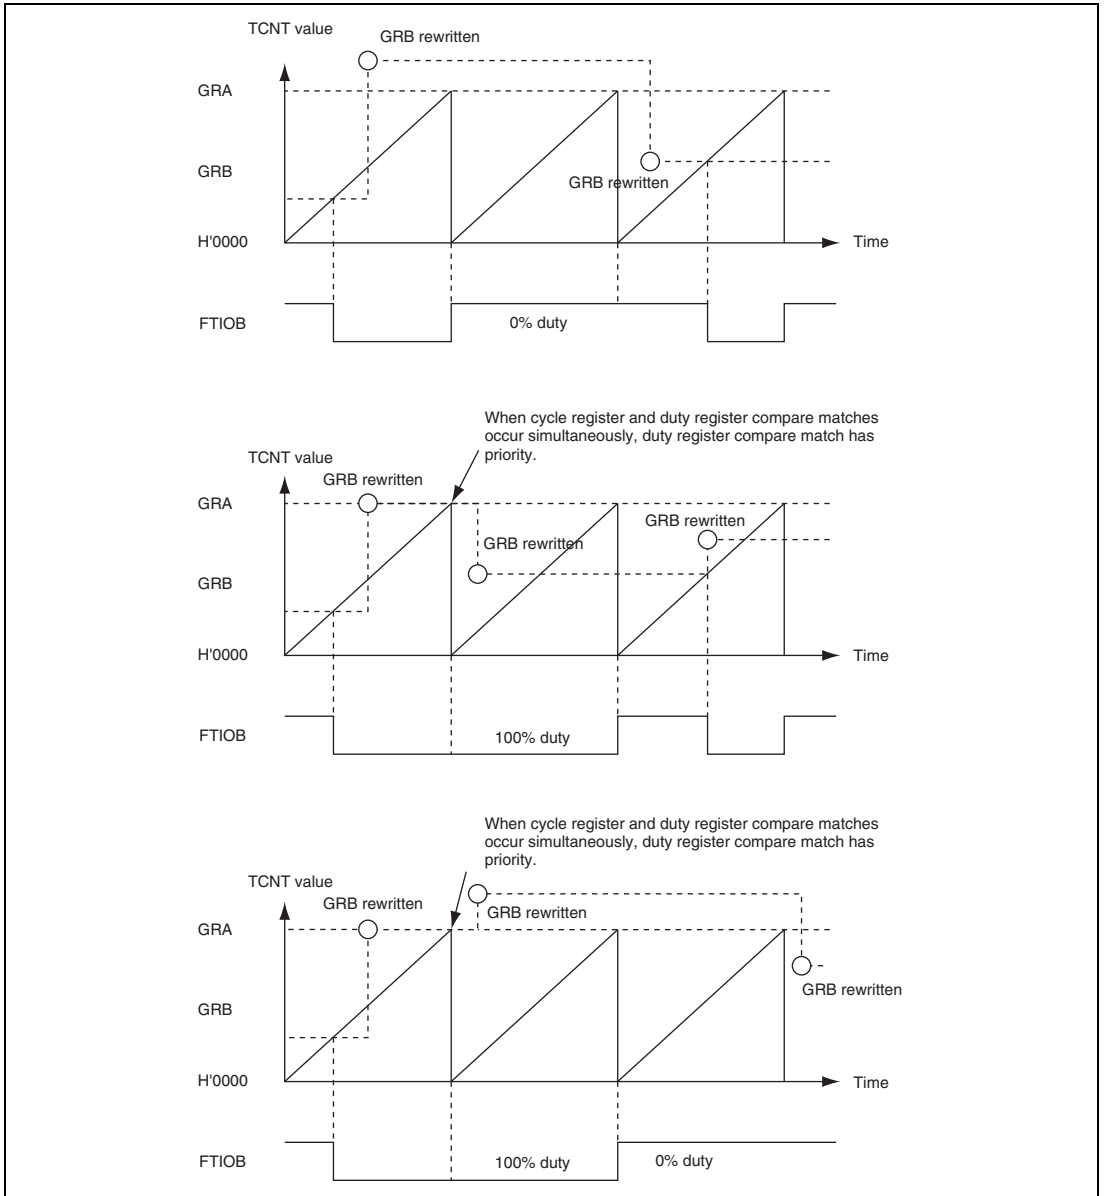 TCNT value
GRB rewritten
GRA
GRB
GRB rewritten
H'0000
Time
FTIOB
0% duty
When cycle register and duty register compare matches
occur simultaneously, duty register compare match has
priority.
TCNT value
GRB rewritten
GRA
GRB rewritten
GRB rewritten
GRB
H'0000
Time
FTIOB
100% duty
When cycle register and duty register compare matches
occur simultaneously, duty register compare match has
priority.
TCNT value
GRB rewritten
GRB rewritten
GRA
GRB rewritten
GRB
H'0000
Time
FTIOB
100% duty
0% duty